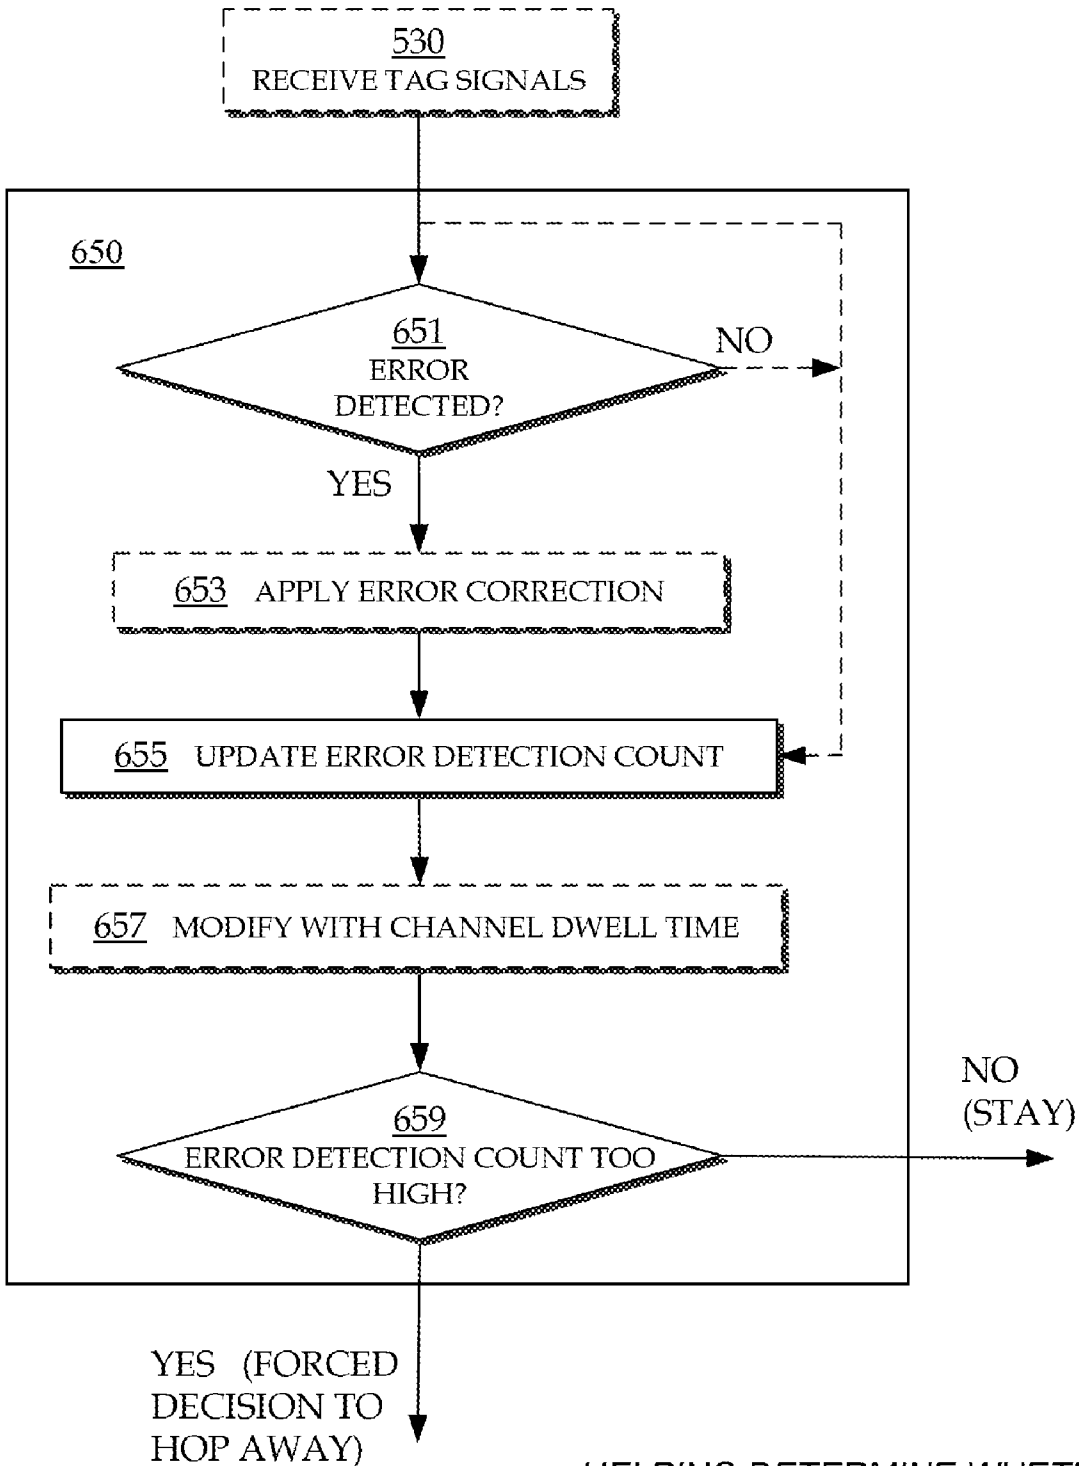 530
RECEIVE TAG SIGNALS
650
651
ERROR
DETECTED?
NO
YES
653 APPLY ERROR CORRECTION
655 UPDATE ERROR DETECTION COUNT
657 MODIFY WITH CHANNEL DWELL TIME
659
ERROR DETECTION COUNT TOO
HIGH?
NO
(STAY)
YES (FORCED
DECISION TO
HOP AWAY)
HELPING DETERMINE